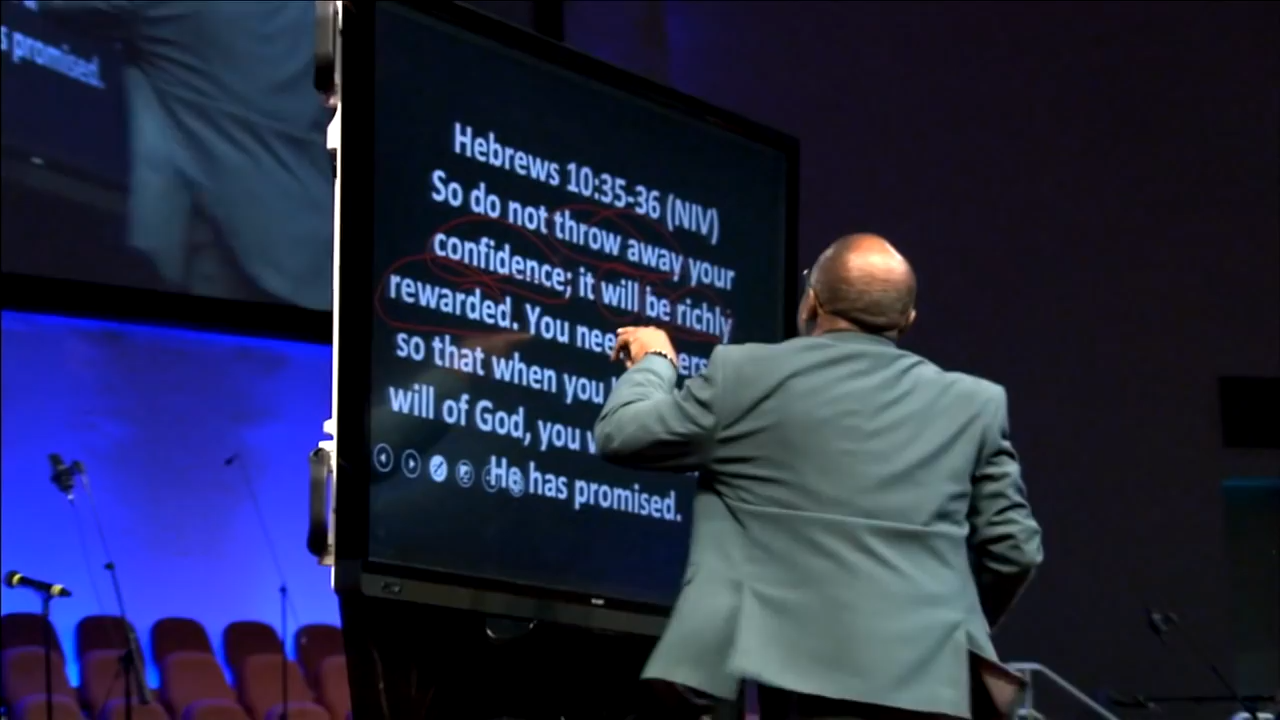 s promised.
Hebrews 10:35-36 (NIV)
So do not throw away your
confidence; it will be richly
rewarded. You
so that when you
will of God, you
He has promised.